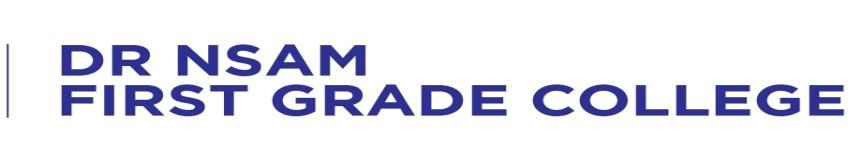 DR NSAM
FIRST GRADE COLLEGE